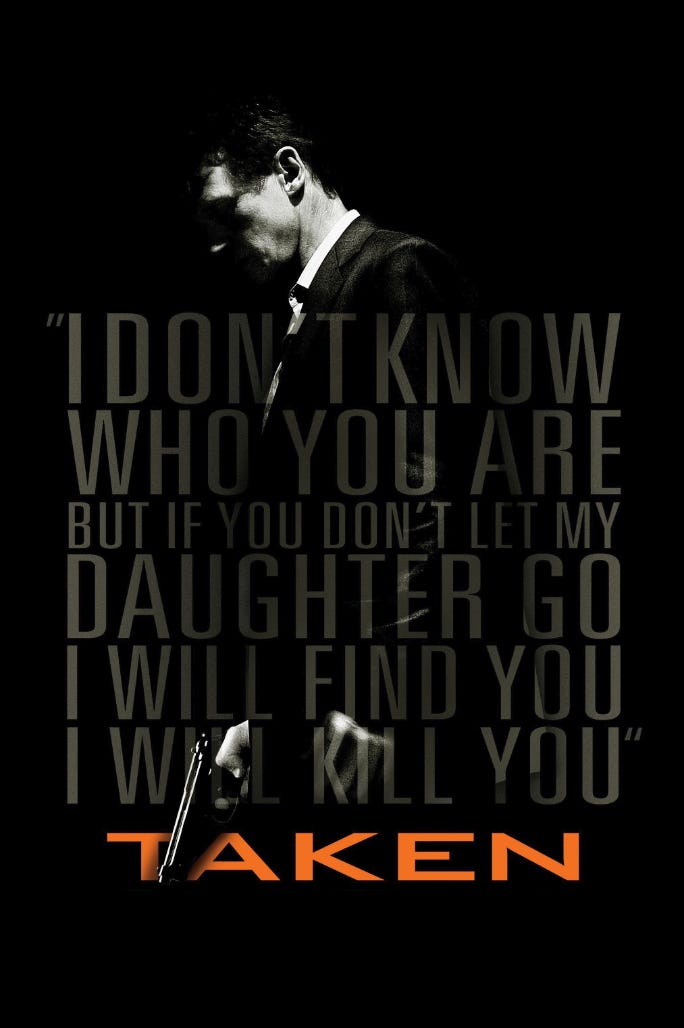 "I DON'T KNOW
WHO YOU ARE
BUT IF YOU DON'T LET MY
DAUGHTER GO
I WILL FIND YOU
I WILL KILL YOU"
TAKEN